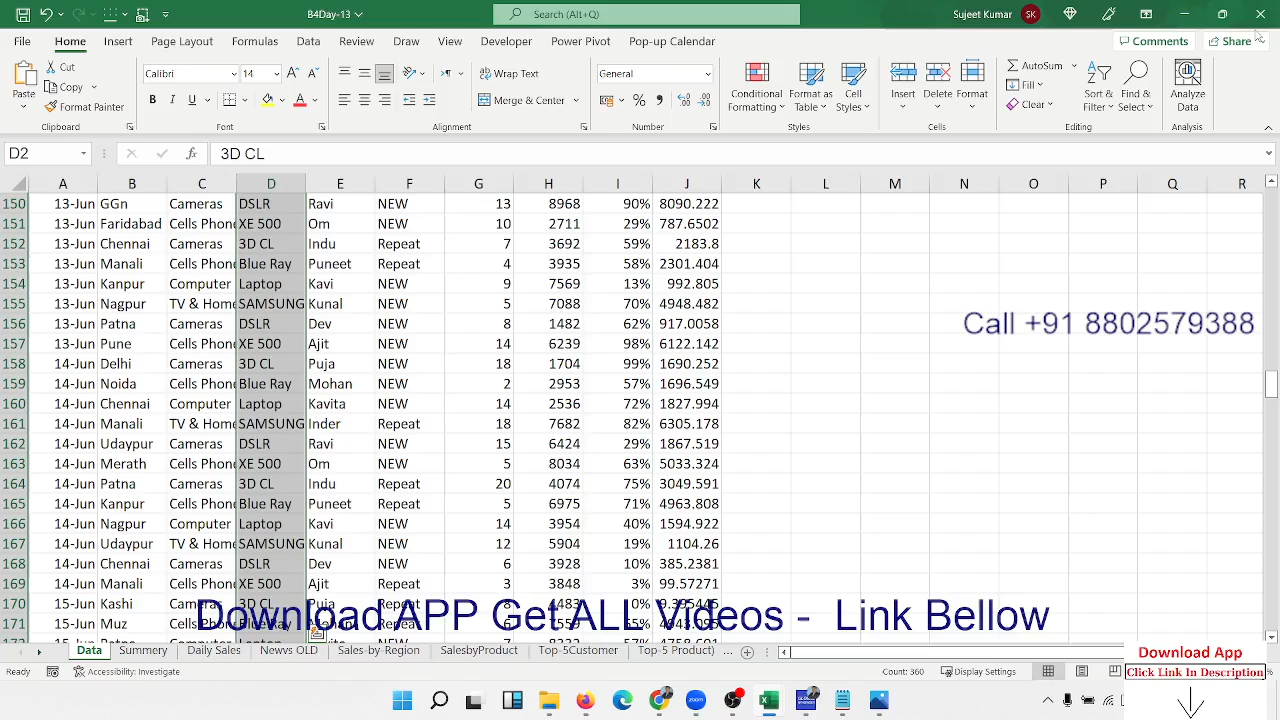 B4Day-13
Search (Alt+Q)
Sujeet Kumar SK
File Home Insert Page Layout Formulas Data Review View Developer Power Pivot Pop-up Calendar Comments Share
Paste Cut Copy Format Painter
Calibri 14 Wrap Text Merge & Center General
Conditional Formatting Format As Table Cell Styles Insert Delete Format AutoSum Fill Clear Sort & Filter Find & Select Analyze Data
Clipboard Font Alignment Number Styles Cells Editing Analysis
D2 fx 3D CL
A B C D E F G H I J K L M N O P Q R
150 13-Jun GGn Cameras DSLR Ravi NEW 13 8968 90% 8090.222
151 13-Jun Faridabad Cells Phon XE 500 Om NEW 10 2711 29% 787.6502
152 13-Jun Chennai Cameras 3D CL Indu Repeat 7 3692 59% 2183.8
153 13-Jun Manali Cells Phon Blue Ray Puneet Repeat 4 3935 58% 2301.404
154 13-Jun Kanpur Computer Laptop Kavi NEW 9 7569 13% 992.805
155 13-Jun Nagpur TV & Home SAMSUNG Kunal NEW 5 7088 70% 4948.482
156 13-Jun Patna Cameras DSLR Dev NEW 8 1482 62% 917.0058
157 13-Jun Pune Cells Phon XE 500 Ajit NEW 14 6239 98% 6122.142
158 14-Jun Delhi Cameras 3D CL Puja NEW 18 1704 99% 1690.252
159 14-Jun Noida Cells Phon Blue Ray Mohan NEW 2 2953 57% 1696.549
160 14-Jun Chennai Computer Laptop Kavita NEW 14 2536 72% 1827.994
161 14-Jun Manali TV & Home SAMSUNG Inder Repeat 18 7682 82% 6305.178
162 14-Jun Udaypur Cameras DSLR Ravi NEW 15 6424 29% 1867.519
163 14-Jun Merath Cells Phon XE 500 Om NEW 5 8034 63% 5033.324
164 14-Jun Patna Cameras 3D CL Indu Repeat 20 4074 75% 3049.591
165 14-Jun Kanpur Cells Phon Blue Ray Puneet Repeat 5 6975 71% 4963.808
166 14-Jun Nagpur Computer Laptop Kavi NEW 14 3954 40% 1594.922
167 14-Jun Udaypur TV & Home SAMSUNG Kunal NEW 12 5904 19% 1104.26
168 14-Jun Chennai Cameras DSLR Dev NEW 6 3928 10% 385.2381
169 14-Jun Manali Cells Phon XE 500 Ajit Repeat 3 3848 3% 99.57271
170 15-Jun Kashi 3D CL Puja Repeat 4483
171 15-Jun Muz
Call +91 8802579388
Download APP Get ALL Videos - Link Bellow
Data Summery Daily Sales Newvs OLD Sales-by-Region SalesbyProduct Top-5Customer Top-5 Product) ...
Ready Accessibility: Investigate Count: 360 Display Settings
Download App
Click Link In Description